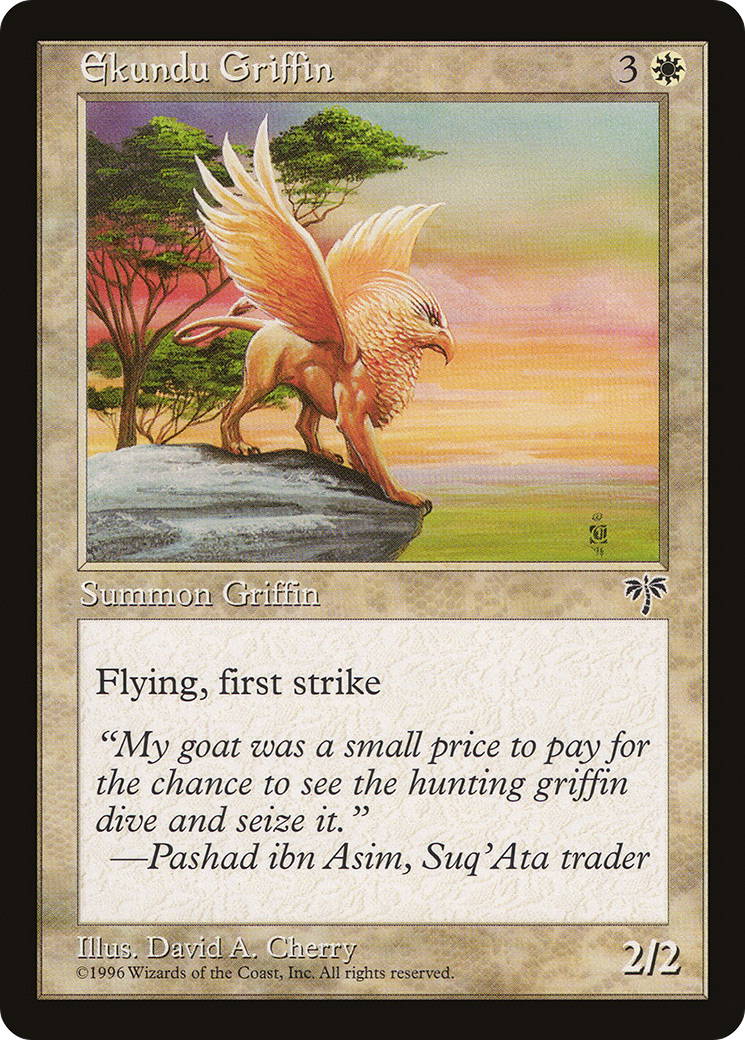 Ekundu Griffin 3
Summon Griffin
Flying, first strike
“My goat was a small price to pay for
the chance to see the hunting griffin
dive and seize it.”
—Pashad ibn Asim, Suq’Ata trader
Illus. David A. Cherry
©1996 Wizards of the Coast, Inc. All rights reserved.
2/2